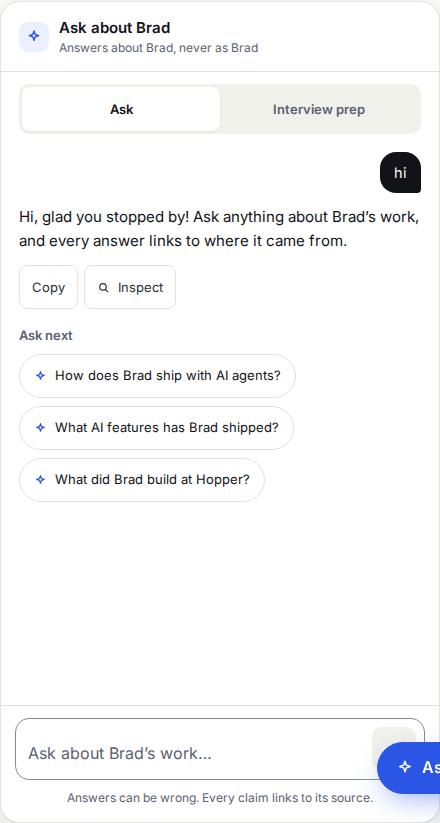 Ask about Brad
Answers about Brad, never as Brad
Ask
Interview prep
hi
Hi, glad you stopped by! Ask anything about Brad’s work,
and every answer links to where it came from.
Copy
Inspect
Ask next
How does Brad ship with AI agents?
What AI features has Brad shipped?
What did Brad build at Hopper?
Ask about Brad’s work...
Answers can be wrong. Every claim links to its source.